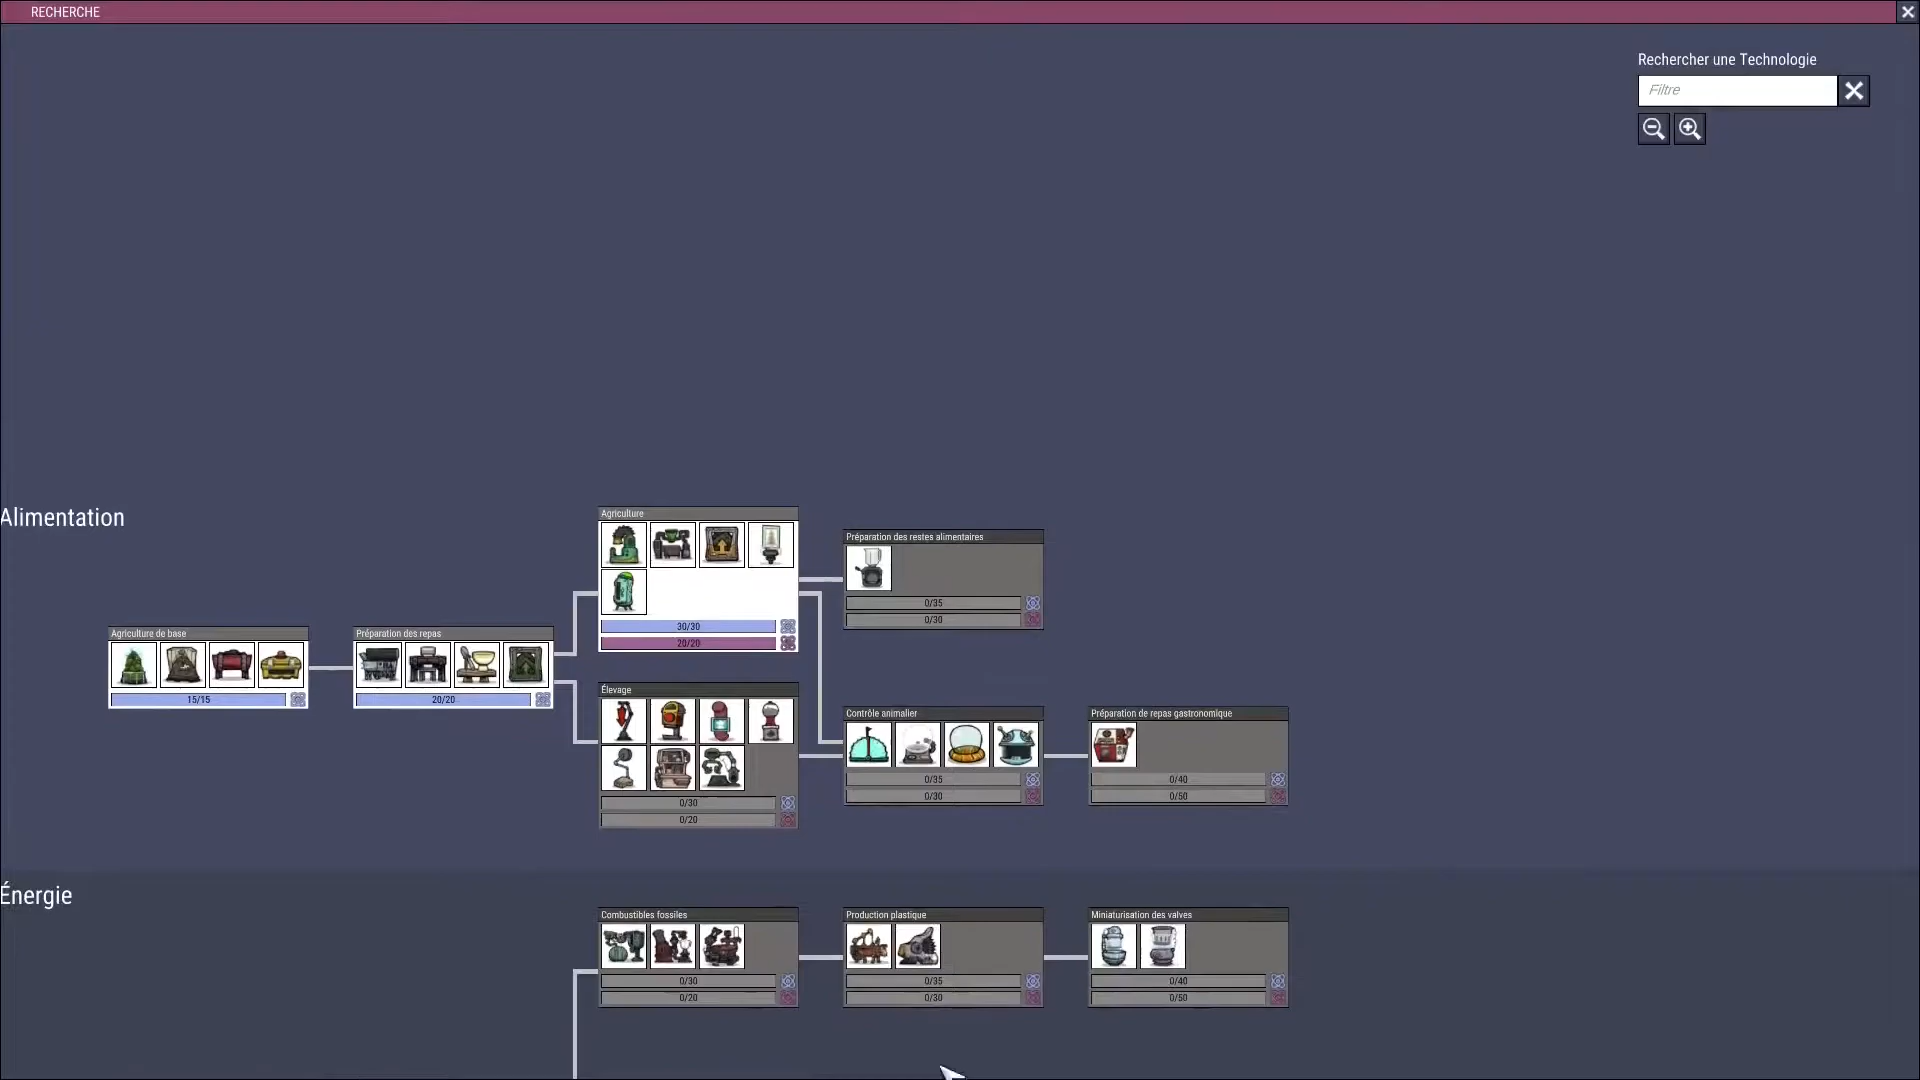 RECHERCHE
Rechercher une Technologie
Filtre
Alimentation
Agriculture
30/30
20/20
Préparation des restes alimentaires
0/35
0/30
Agriculture de base
15/15
Préparation des repas
20/20
Élevage
0/30
0/20
Contrôle animalier
0/35
0/30
Préparation de repas gastronomique
0/40
0/50
Énergie
Combustibles fossiles
0/30
0/20
Production plastique
0/35
0/30
Miniaturisation des valves
0/40
0/50